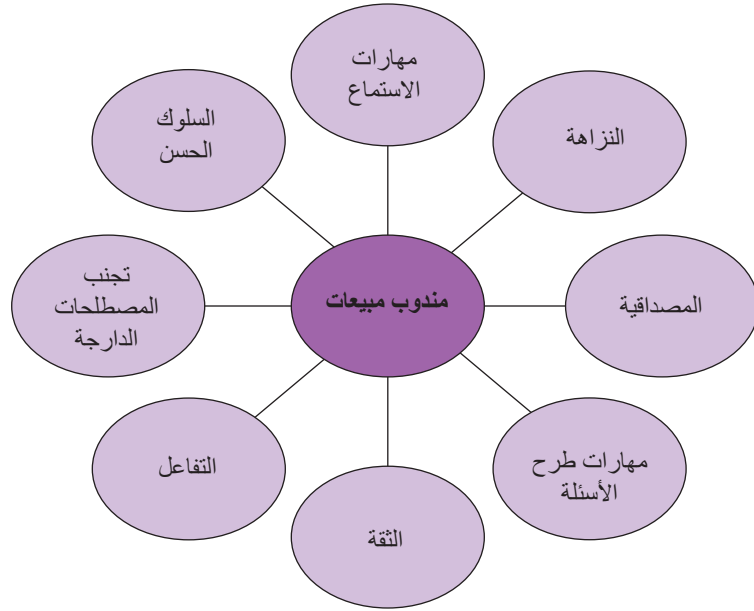 مهارات
الاستماع
النزاهة
السلوك
الحسن
المصداقية
مندوب مبيعات
تجنب
المصطلحات
الدارجة
مهارات طرح
الأسئلة
التفاعل
الثقة